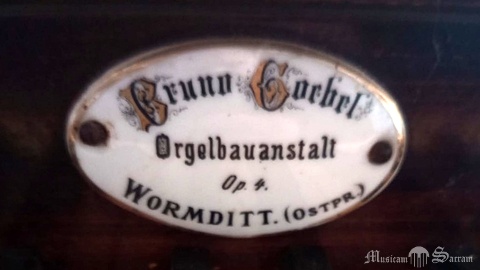 Bruno Goebel
Orgelbauanstalt
Op. 4.
WORMDITT. (OSTPR.)
Musicam Sacram